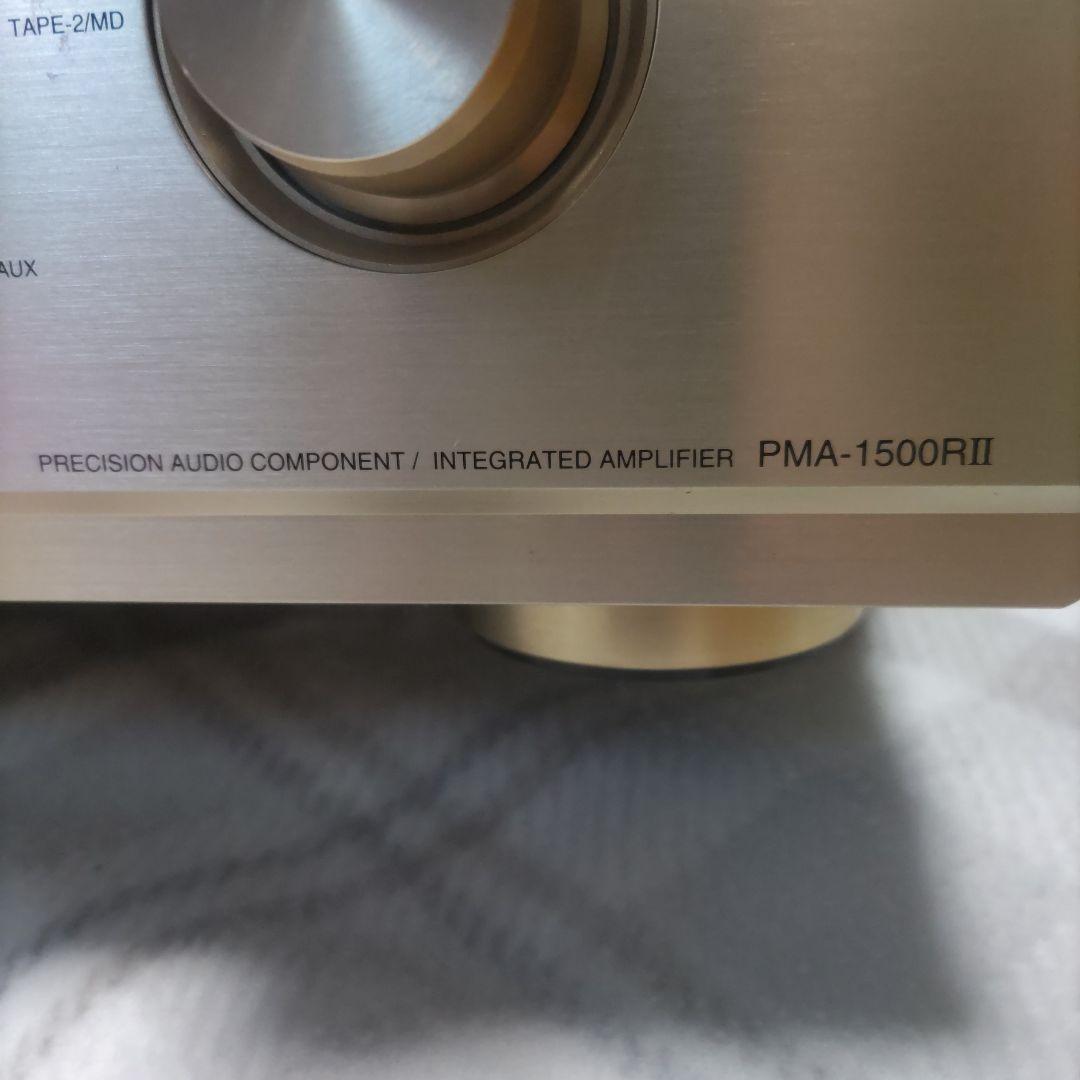 TAPE-2/MD
AUX
PRECISION AUDIO COMPONENT / INTEGRATED AMPLIFIER PMA-1500RII